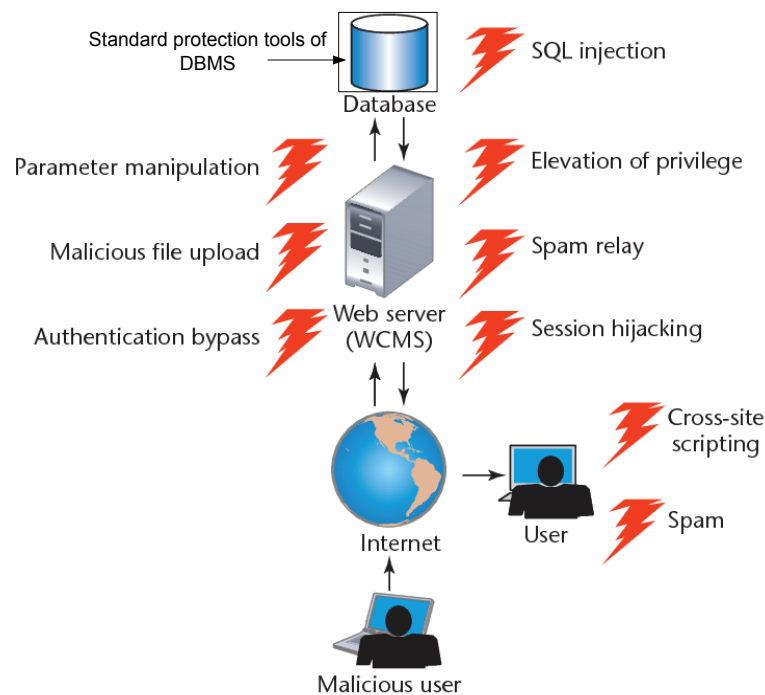 Standard protection tools of
DBMS
SQL injection
Database
Parameter manipulation
Elevation of privilege
Malicious file upload
Spam relay
Web server
(WCMS)
Authentication bypass
Session hijacking
Cross-site
scripting
Internet
User
Spam
Malicious user